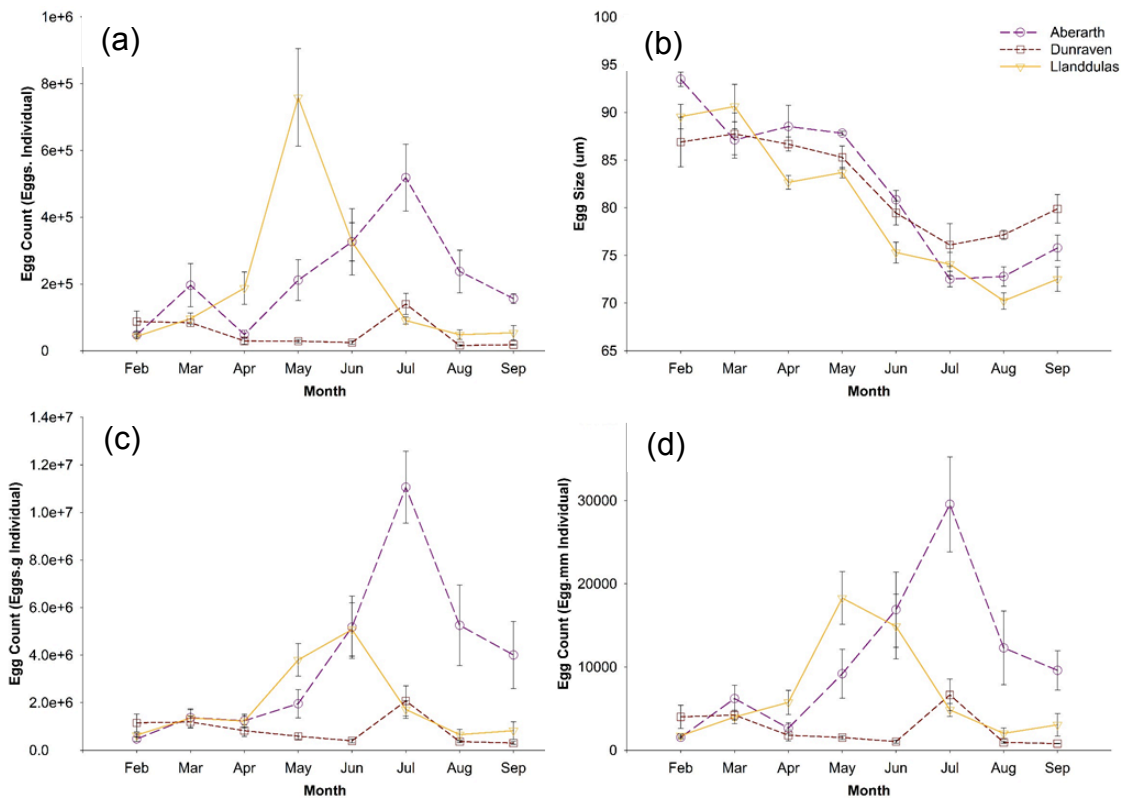 (a)
1e+6
8e+5
6e+5
4e+5
2e+5
0
Egg Count (Eggs. Individual)
Feb Mar Apr May Jun Jul Aug Sep
Month
(b)
100
95
90
85
80
75
70
65
Egg Size (um)
Feb Mar Apr May Jun Jul Aug Sep
Month
Aberarth
Dunraven
Llanddulas
(c)
1.4e+7
1.2e+7
1.0e+7
8.0e+6
6.0e+6
4.0e+6
2.0e+6
0.0
Egg Count (Eggs.g Individual)
Feb Mar Apr May Jun Jul Aug Sep
Month
(d)
30000
20000
10000
0
Egg Count (Egg.mm Individual)
Feb Mar Apr May Jun Jul Aug Sep
Month